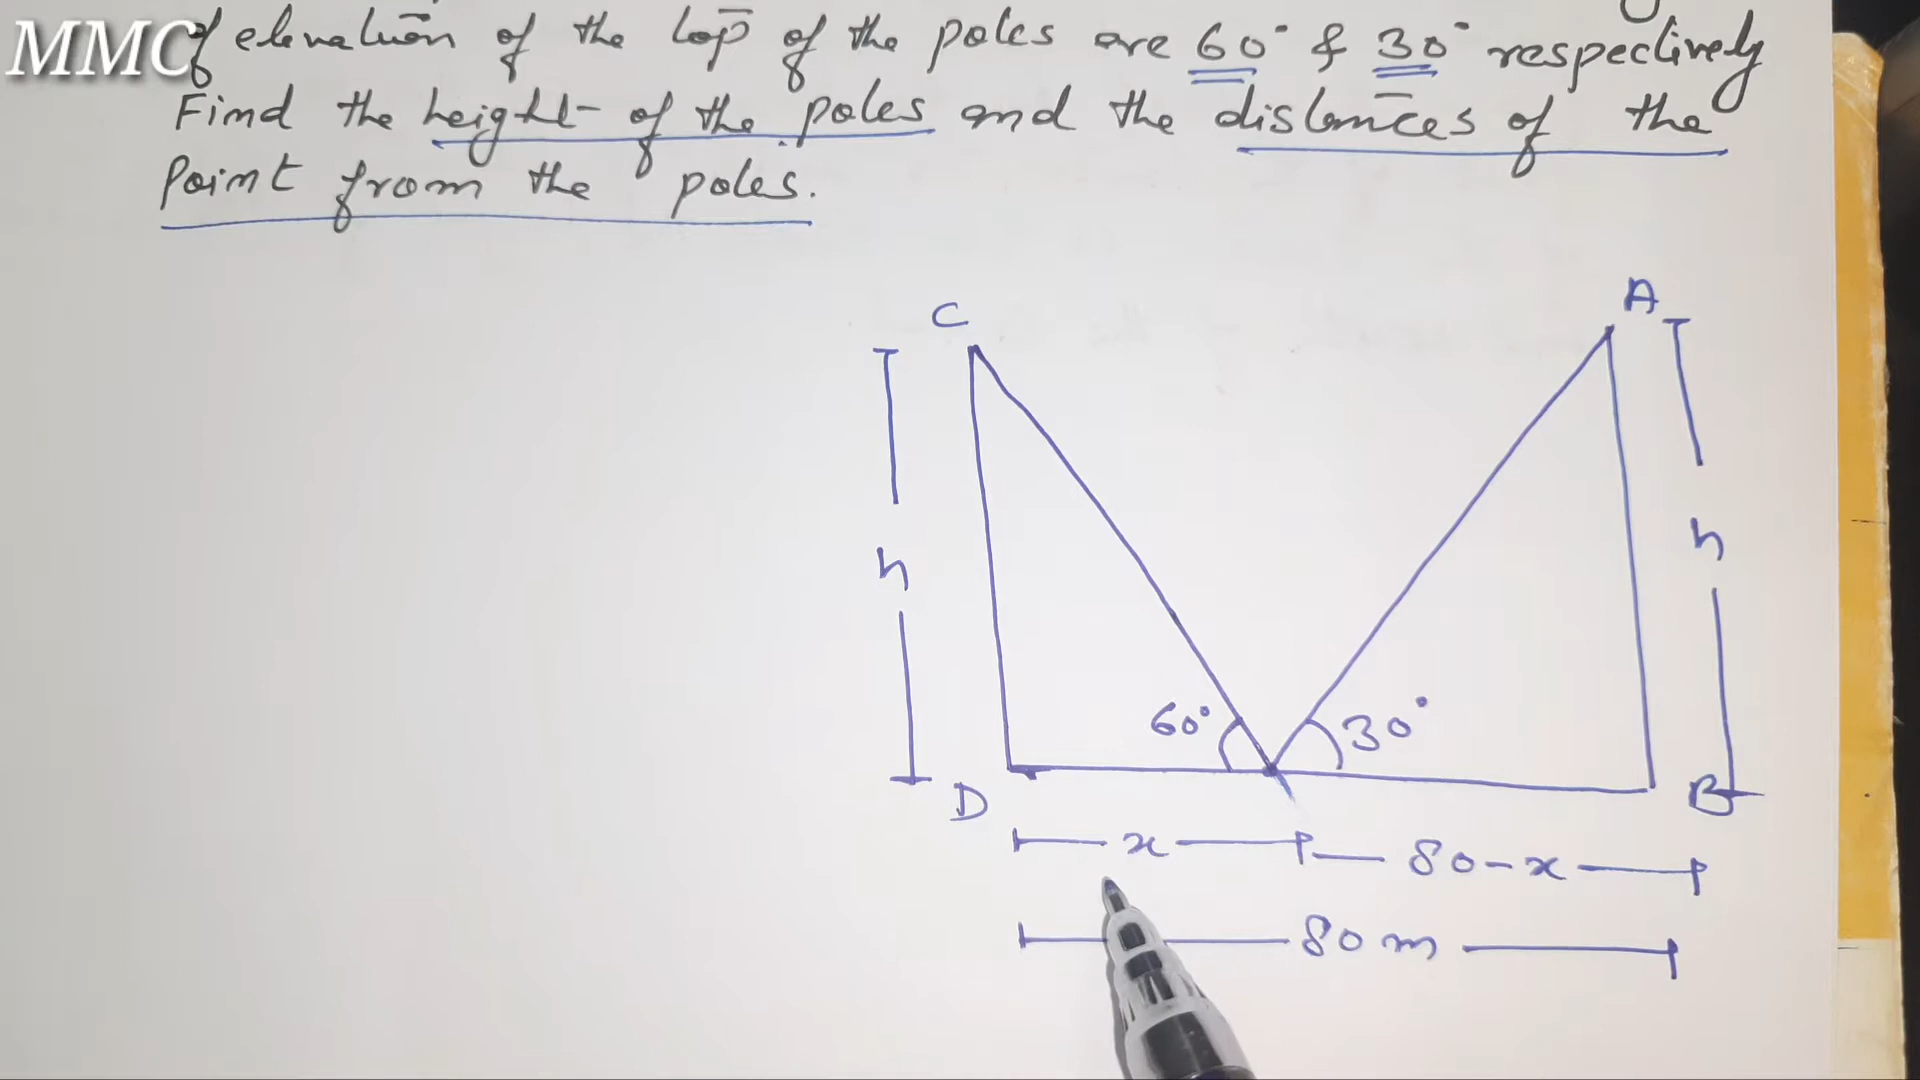 MMC
of elevation of the top of the poles are 60° & 30° respectively
Find the height of the poles and the distances of the
Point from the poles.
C
A
h
h
60°
30°
D
B
x
80-x
80 m